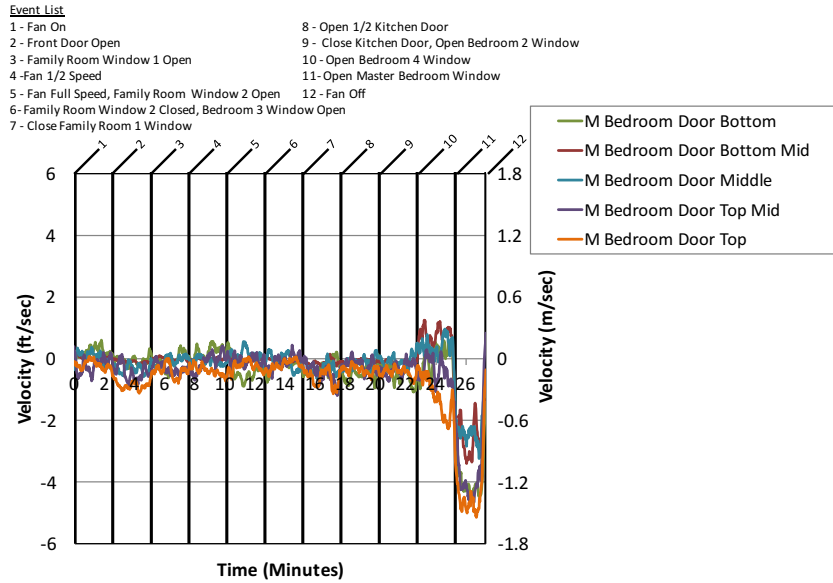 Event List
1 - Fan On
2 - Front Door Open
3 - Family Room Window 1 Open
4 -Fan 1/2 Speed
5 - Fan Full Speed, Family Room Window 2 Open
6- Family Room Window 2 Closed, Bedroom 3 Window Open
7 - Close Family Room 1 Window
8 - Open 1/2 Kitchen Door
9 - Close Kitchen Door, Open Bedroom 2 Window
10 - Open Bedroom 4 Window
11- Open Master Bedroom Window
12 - Fan Off
M Bedroom Door Bottom
M Bedroom Door Bottom Mid
M Bedroom Door Middle
M Bedroom Door Top Mid
M Bedroom Door Top
1 2 3 4 5 6 7 8 9 10 11 12
6
4
2
0
-2
-4
-6
Velocity (ft/sec)
0 2 4 6 8 10 12 14 16 18 20 22 24 26
Time (Minutes)
1.8
1.2
0.6
0
-0.6
-1.2
-1.8
Velocity (m/sec)